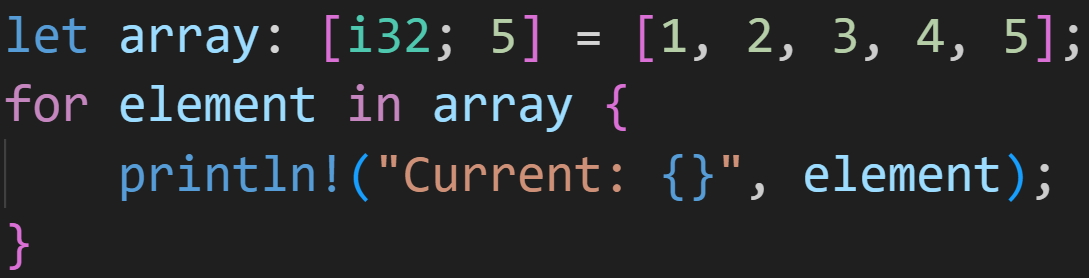 let array: [i32; 5] = [1, 2, 3, 4, 5];
for element in array {
    println!("Current: {}", element);
}